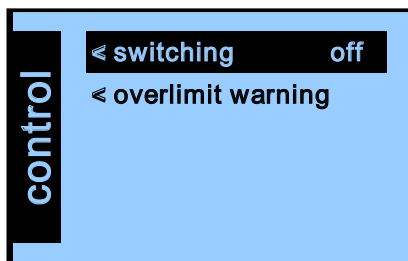 control
< switching off
< overlimit warning